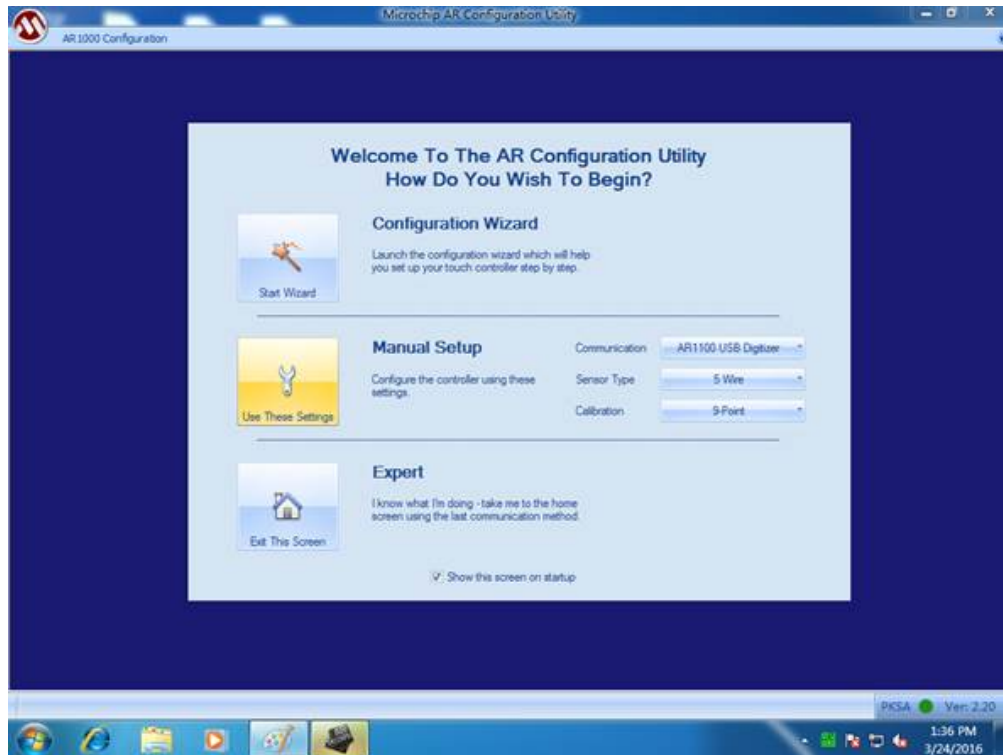 Microchip AR Configuration Utility
AR1000 Configuration
Welcome To The AR Configuration Utility
How Do You Wish To Begin?
Configuration Wizard
Launch the configuration wizard which will help
you set up your touch controller step by step.
Start Wizard
Manual Setup
Configure the controller using these
settings.
Use These Settings
Communication AR1100 USB Digitizer
Sensor Type 5 Wire
Calibration 9-Point
Expert
I know what I'm doing - take me to the home
screen using the last communication method.
Exit This Screen
Show this screen on startup
PKSA Ver: 2.20
1:36 PM
3/24/2016